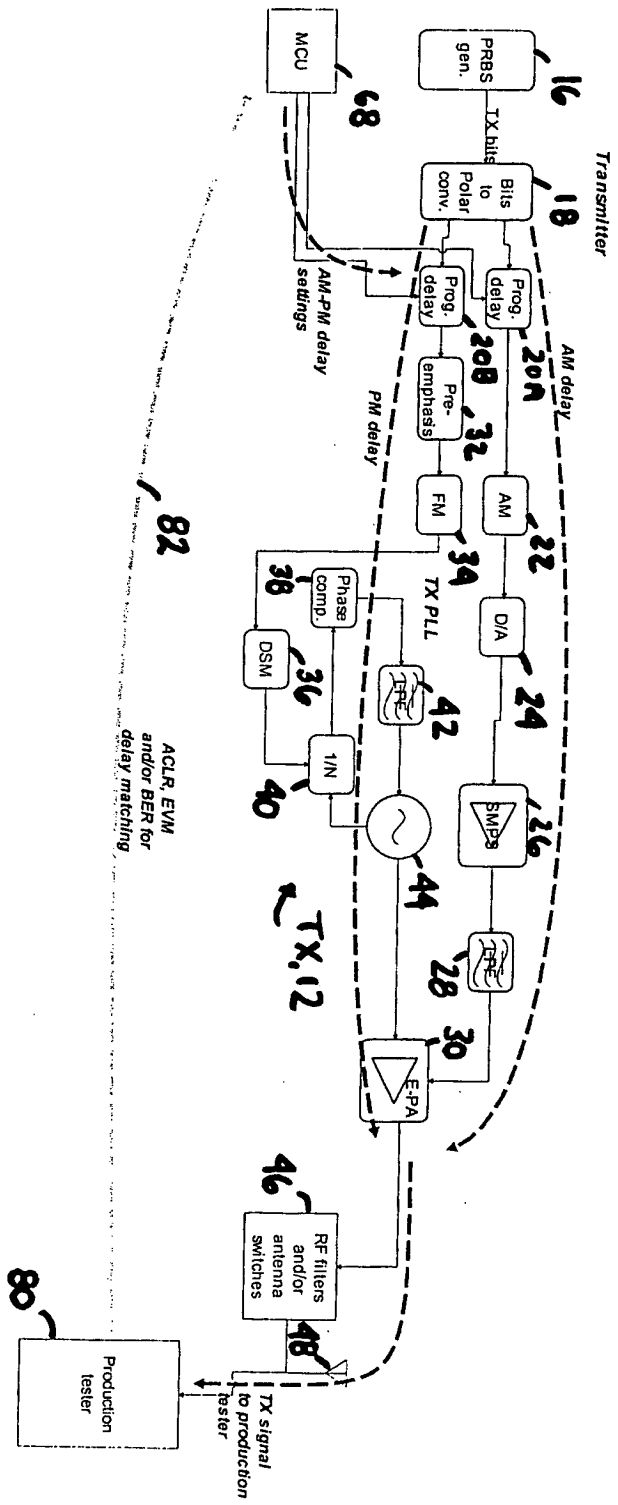 Transmitter
16
PRBS
gen.
TX bits
18
Bits
to
Polar
conv.
AM delay
Prog.
delay
20A
AM
22
D/A
24
SMPS
26
LPF
28
Prog.
delay
20B
Pre-
emphasis
32
FM
34
PM delay
TX PLL
Phase
comp.
38
DSM
36
LPF
42
1/N
40
44
TX, 12
E-PA
30
MCU
68
AM-PM delay
settings
RF filters
and/or
antenna
switches
46
48
TX signal
to production
tester
Production
tester
80
82
ACLR, EVM
and/or BER for
delay matching